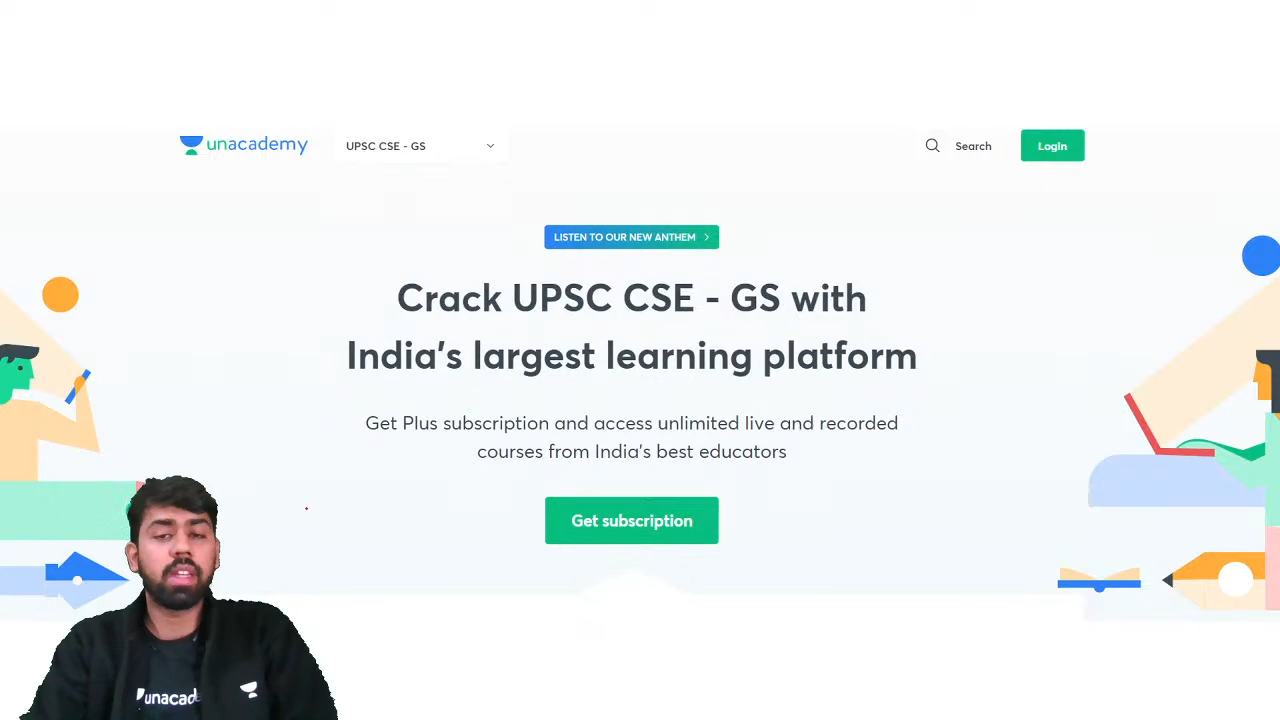 unacademy
UPSC CSE - GS
Search
Login
LISTEN TO OUR NEW ANTHEM
Crack UPSC CSE - GS with
India's largest learning platform
Get Plus subscription and access unlimited live and recorded
courses from India's best educators
Get subscription